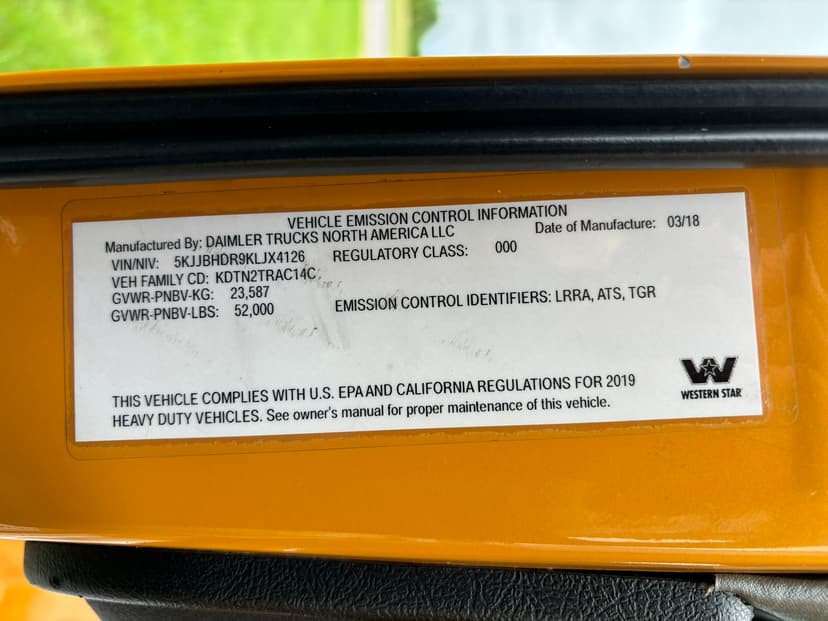 VEHICLE EMISSION CONTROL INFORMATION
Manufactured By: DAIMLER TRUCKS NORTH AMERICA LLC Date of Manufacture: 03/18
VIN/NIV: 5KJJBHDR9KLJX4126 REGULATORY CLASS: 000
VEH FAMILY CD: KDTN2TRAC14C
GVWR-PNBV-KG: 23,587
GVWR-PNBV-LBS: 52,000 EMISSION CONTROL IDENTIFIERS: LRRA, ATS, TGR
THIS VEHICLE COMPLIES WITH U.S. EPA AND CALIFORNIA REGULATIONS FOR 2019
HEAVY DUTY VEHICLES. See owner's manual for proper maintenance of this vehicle.
WESTERN STAR